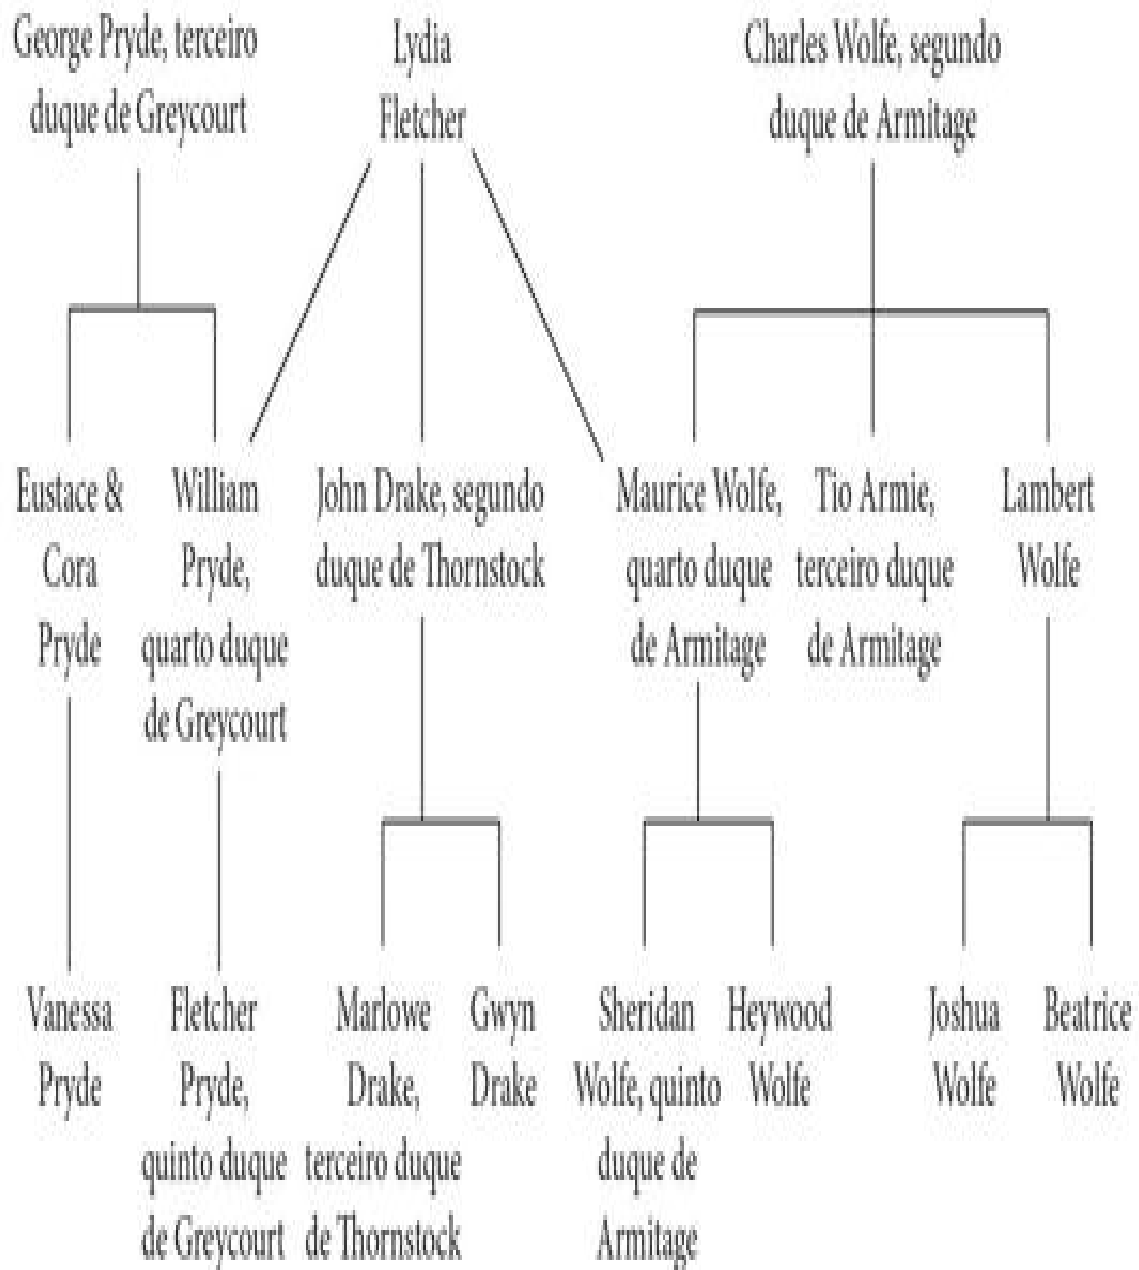 George Pryde, terceiro
duque de Greycourt
Lydia
Fletcher
Charles Wolfe, segundo
duque de Armitage
Eustace &
Cora
Pryde
William
Pryde,
quarto duque
de Greycourt
John Drake, segundo
duque de Thornstock
Maurice Wolfe,
quarto duque
de Armitage
Tio Armie,
terceiro duque
de Armitage
Lambert
Wolfe
Vanessa
Pryde
Fletcher
Pryde,
quinto duque
de Greycourt
Marlowe
Drake,
terceiro duque
de Thornstock
Gwyn
Drake
Sheridan
Wolfe, quinto
duque de
Armitage
Heywood
Wolfe
Joshua
Wolfe
Beatrice
Wolfe